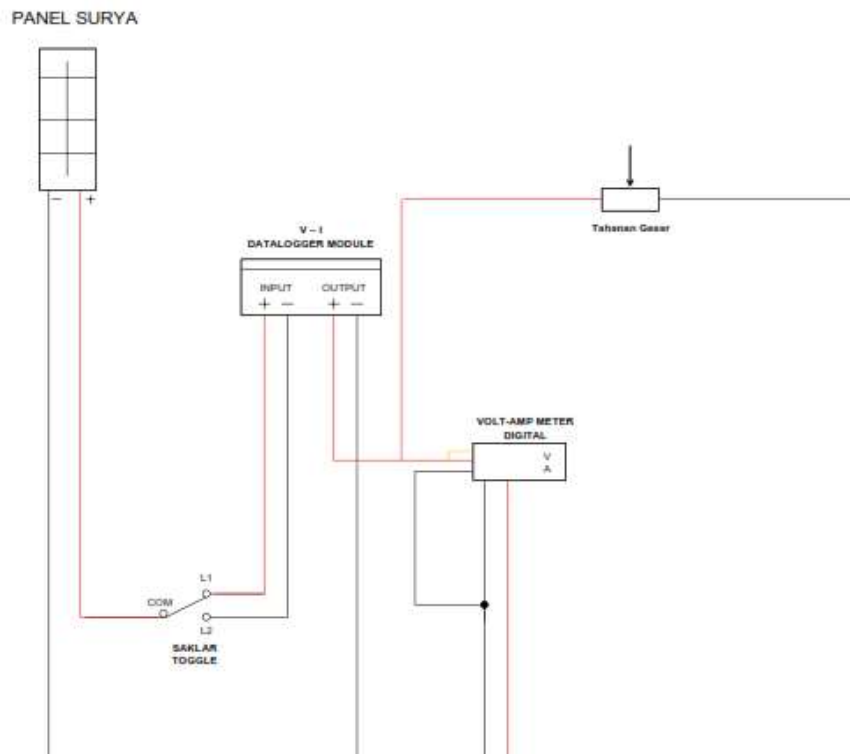 PANEL SURYA
– +
V – I
DATALOGGER MODULE
INPUT OUTPUT
+ – + –
Tahanan Geser
VOLT-AMP METER
DIGITAL
V
A
L1
COM
L2
SAKLAR
TOGGLE